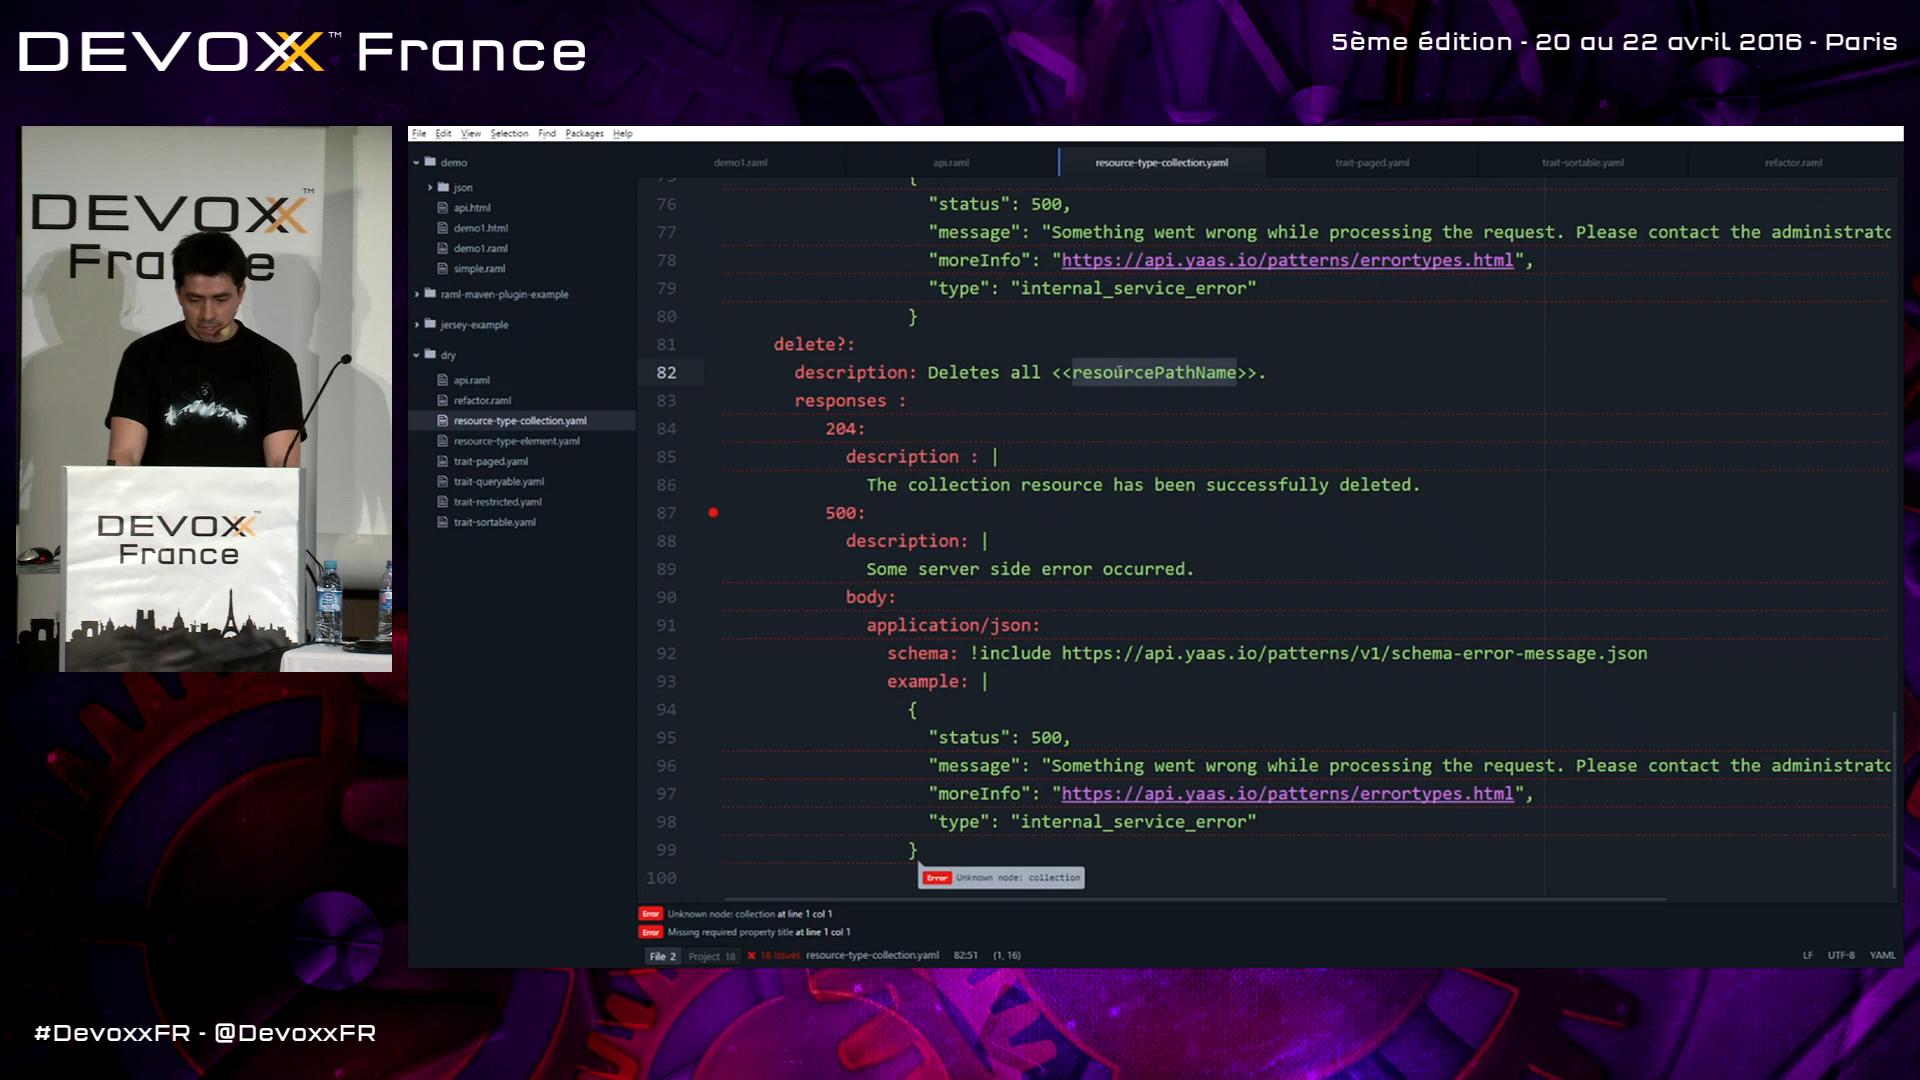 DEVOXX™ France
5ème édition - 20 au 22 avril 2016 - Paris
DEVOXX™
France
DEVOXX™
France
File Edit View Selection Find Packages Help
demo
json
api.html
demo1.html
demo1.raml
simple.raml
raml-maven-plugin-example
jersey-example
dry
api.raml
refactor.raml
resource-type-collection.yaml
resource-type-element.yaml
trait-paged.yaml
trait-queryable.yaml
trait-restricted.yaml
trait-sortable.yaml
demo1.raml api.raml resource-type-collection.yaml trait-paged.yaml trait-sortable.yaml refactor.raml
75 {
76 "status": 500,
77 "message": "Something went wrong while processing the request. Please contact the administrato
78 "moreInfo": "https://api.yaas.io/patterns/errortypes.html",
79 "type": "internal_service_error"
80 }
81 delete?:
82 description: Deletes all <<resourcePathName>>.
83 responses :
84 204:
85 description : |
86 The collection resource has been successfully deleted.
87 500:
88 description: |
89 Some server side error occurred.
90 body:
91 application/json:
92 schema: !include https://api.yaas.io/patterns/v1/schema-error-message.json
93 example: |
94 {
95 "status": 500,
96 "message": "Something went wrong while processing the request. Please contact the administrato
97 "moreInfo": "https://api.yaas.io/patterns/errortypes.html",
98 "type": "internal_service_error"
99 }
100
Error Unknown node: collection
Error Unknown node: collection at line 1 col 1
Error Missing required property title at line 1 col 1
File 2 Project 18 18 issues resource-type-collection.yaml 82:51 (1, 16) LF UTF-8 YAML
#DevoxxFR - @DevoxxFR